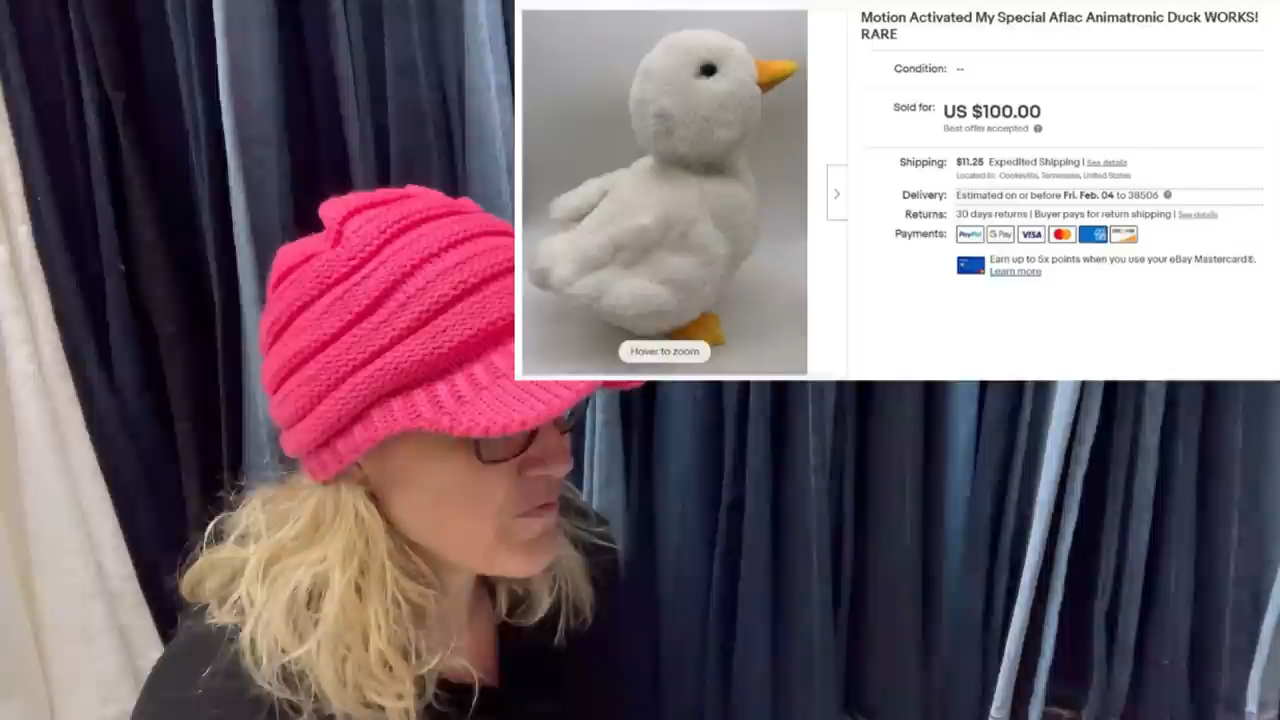 Motion Activated My Special Aflac Animatronic Duck WORKS!
RARE
Condition: --
Sold for: US $100.00
Best offer accepted
Shipping: $11.25 Expedited Shipping | See details
Located in: Cookeville, Tennessee, United States
Delivery: Estimated on or before Fri. Feb. 04 to 38506
Returns: 30 days returns | Buyer pays for return shipping | See details
Payments: PayPal G Pay VISA
Earn up to 5x points when you use your eBay Mastercard®.
Learn more
Hover to zoom